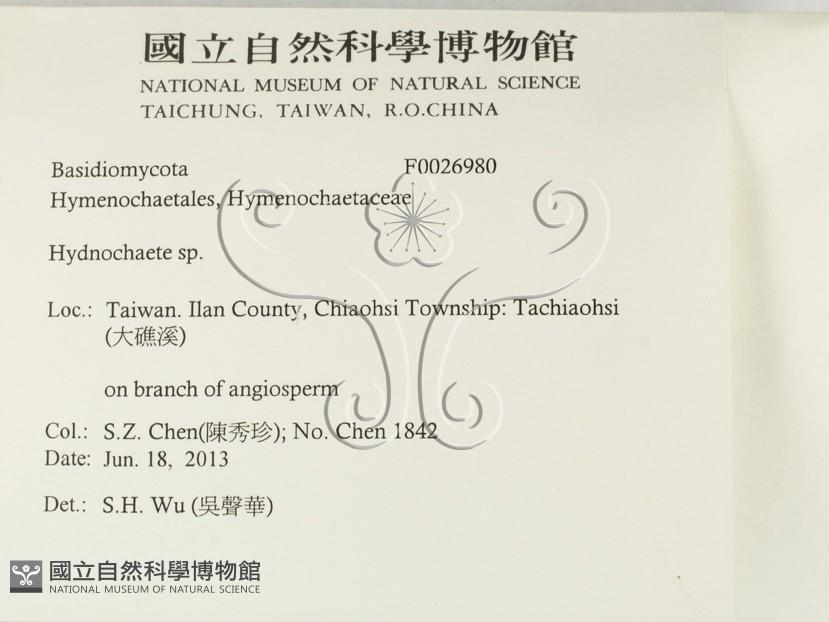 國立自然科學博物館
NATIONAL MUSEUM OF NATURAL SCIENCE
TAICHUNG, TAIWAN, R.O.CHINA
Basidiomycota F0026980
Hymenochaetales, Hymenochaetaceae
Hydnochaete sp.
Loc.: Taiwan. Ilan County, Chiaohsi Township: Tachiaohsi
(大礁溪)
on branch of angiosperm
Col.: S.Z. Chen(陳秀珍); No. Chen 1842
Date: Jun. 18, 2013
Det.: S.H. Wu (吳聲華)
國立自然科學博物館
NATIONAL MUSEUM OF NATURAL SCIENCE